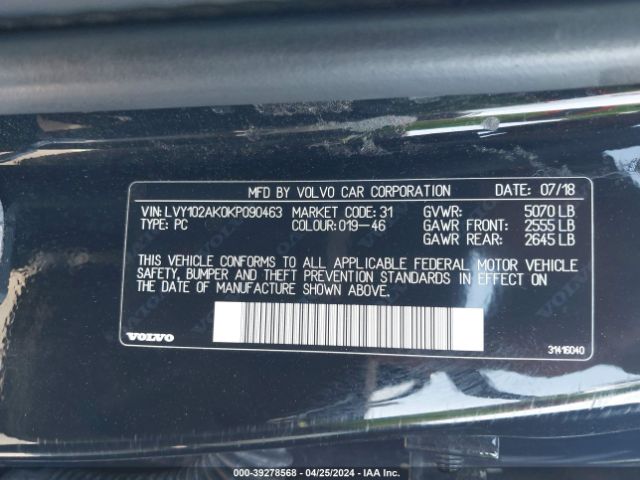 MFD BY VOLVO CAR CORPORATION DATE: 07/18
VIN: LVY102AK0KP090463 MARKET CODE: 31 GVWR: 5070 LB
TYPE: PC COLOUR: 019-46 GAWR FRONT: 2555 LB
GAWR REAR: 2645 LB
THIS VEHICLE CONFORMS TO ALL APPLICABLE FEDERAL MOTOR VEHICLE
SAFETY, BUMPER AND THEFT PREVENTION STANDARDS IN EFFECT ON
THE DATE OF MANUFACTURE SHOWN ABOVE.
VOLVO 31416040
000-39278568 - 04/25/2024 - IAA Inc.